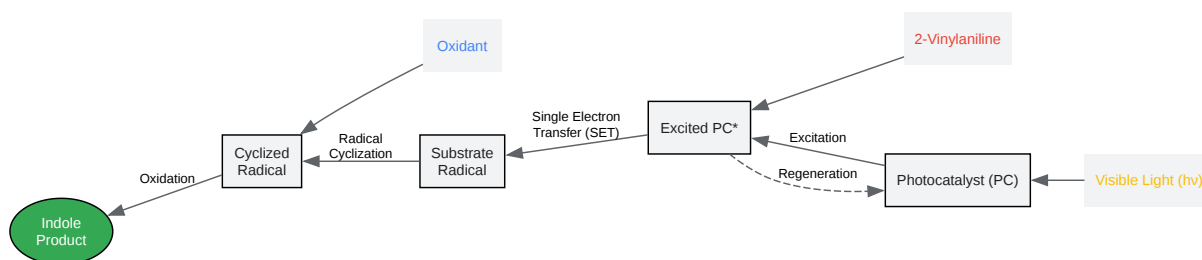 2-Vinylaniline
Oxidant
Single Electron
Transfer (SET)
Excited PC*
Excitation
Radical
Cyclization
Cyclized
Radical
Substrate
Radical
Oxidation
Regeneration
Photocatalyst (PC)
Visible Light (hν)
Indole
Product